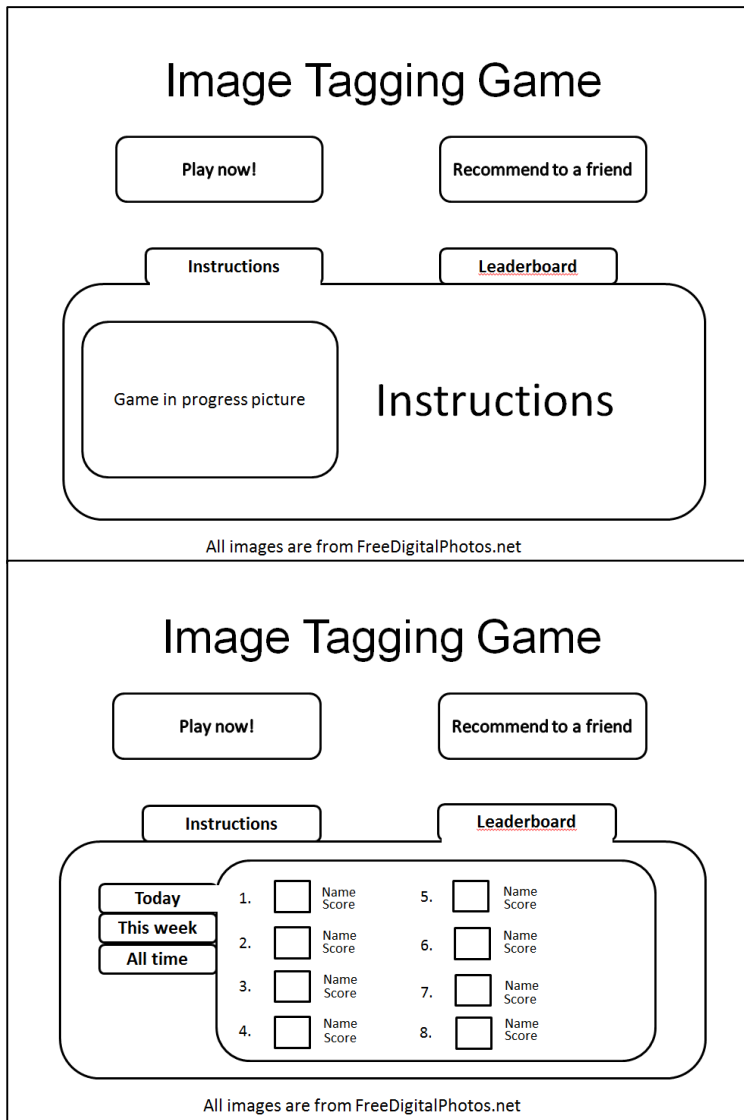 Image Tagging Game
Play now!
Recommend to a friend
Instructions
Leaderboard
Game in progress picture
Instructions
All images are from FreeDigitalPhotos.net
Image Tagging Game
Play now!
Recommend to a friend
Instructions
Leaderboard
Today
This week
All time
1.
Name
Score
2.
Name
Score
3.
Name
Score
4.
Name
Score
5.
Name
Score
6.
Name
Score
7.
Name
Score
8.
Name
Score
All images are from FreeDigitalPhotos.net